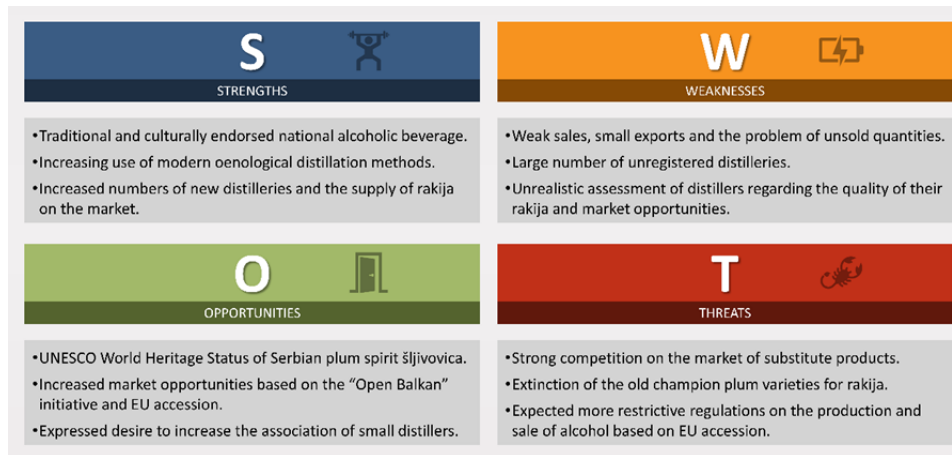 S
STRENGTHS
•Traditional and culturally endorsed national alcoholic beverage.
•Increasing use of modern oenological distillation methods.
•Increased numbers of new distilleries and the supply of rakija
on the market.
W
WEAKNESSES
•Weak sales, small exports and the problem of unsold quantities.
•Large number of unregistered distilleries.
•Unrealistic assessment of distillers regarding the quality of their
rakija and market opportunities.
O
OPPORTUNITIES
•UNESCO World Heritage Status of Serbian plum spirit šljivovica.
•Increased market opportunities based on the “Open Balkan”
initiative and EU accession.
•Expressed desire to increase the association of small distillers.
T
THREATS
•Strong competition on the market of substitute products.
•Extinction of the old champion plum varieties for rakija.
•Expected more restrictive regulations on the production and
sale of alcohol based on EU accession.